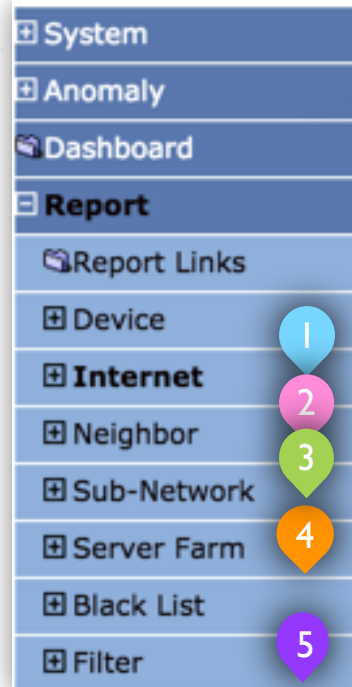 System
Anomaly
Dashboard
Report
Report Links
Device
1
Internet
2
Neighbor
3
Sub-Network
4
Server Farm
Black List
5
Filter